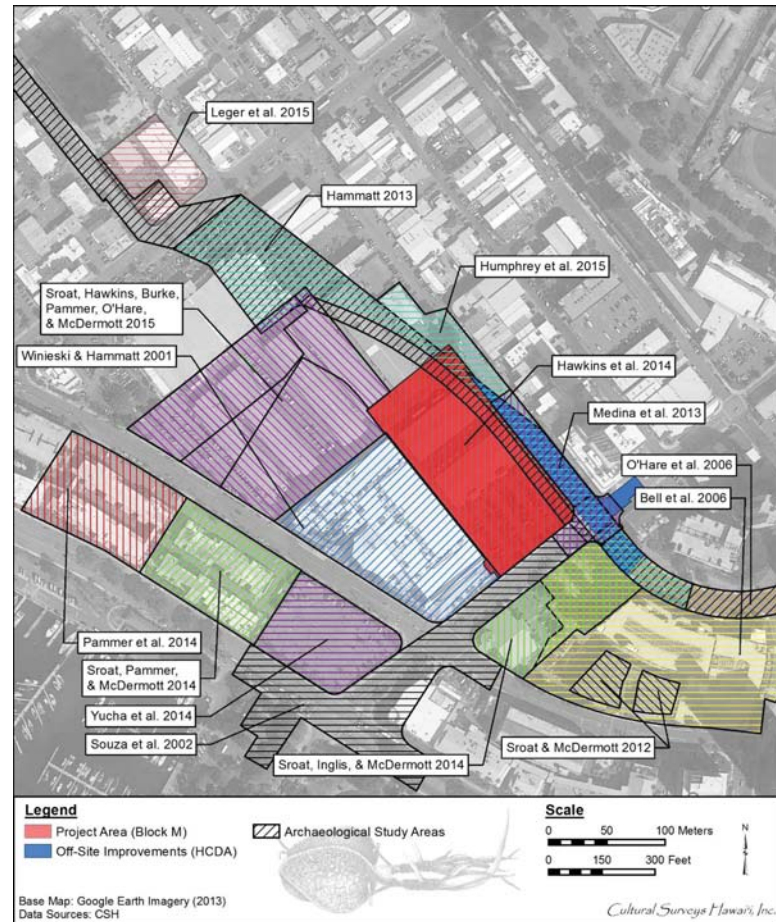 Leger et al. 2015
Hammatt 2013
Humphrey et al. 2015
Sroat, Hawkins, Burke,
Pammer, O'Hare,
& McDermott 2015
Winieski & Hammatt 2001
Hawkins et al. 2014
Medina et al. 2013
O'Hare et al. 2006
Bell et al. 2006
Pammer et al. 2014
Sroat, Pammer,
& McDermott 2014
Yucha et al. 2014
Souza et al. 2002
Sroat & McDermott 2012
Sroat, Inglis, & McDermott 2014
Legend
Project Area (Block M)
Off-Site Improvements (HCDA)
Archaeological Study Areas
Base Map: Google Earth Imagery (2013)
Data Sources: CSH
Scale
0 50 100 Meters
0 150 300 Feet
N
Cultural Surveys Hawai'i, Inc.